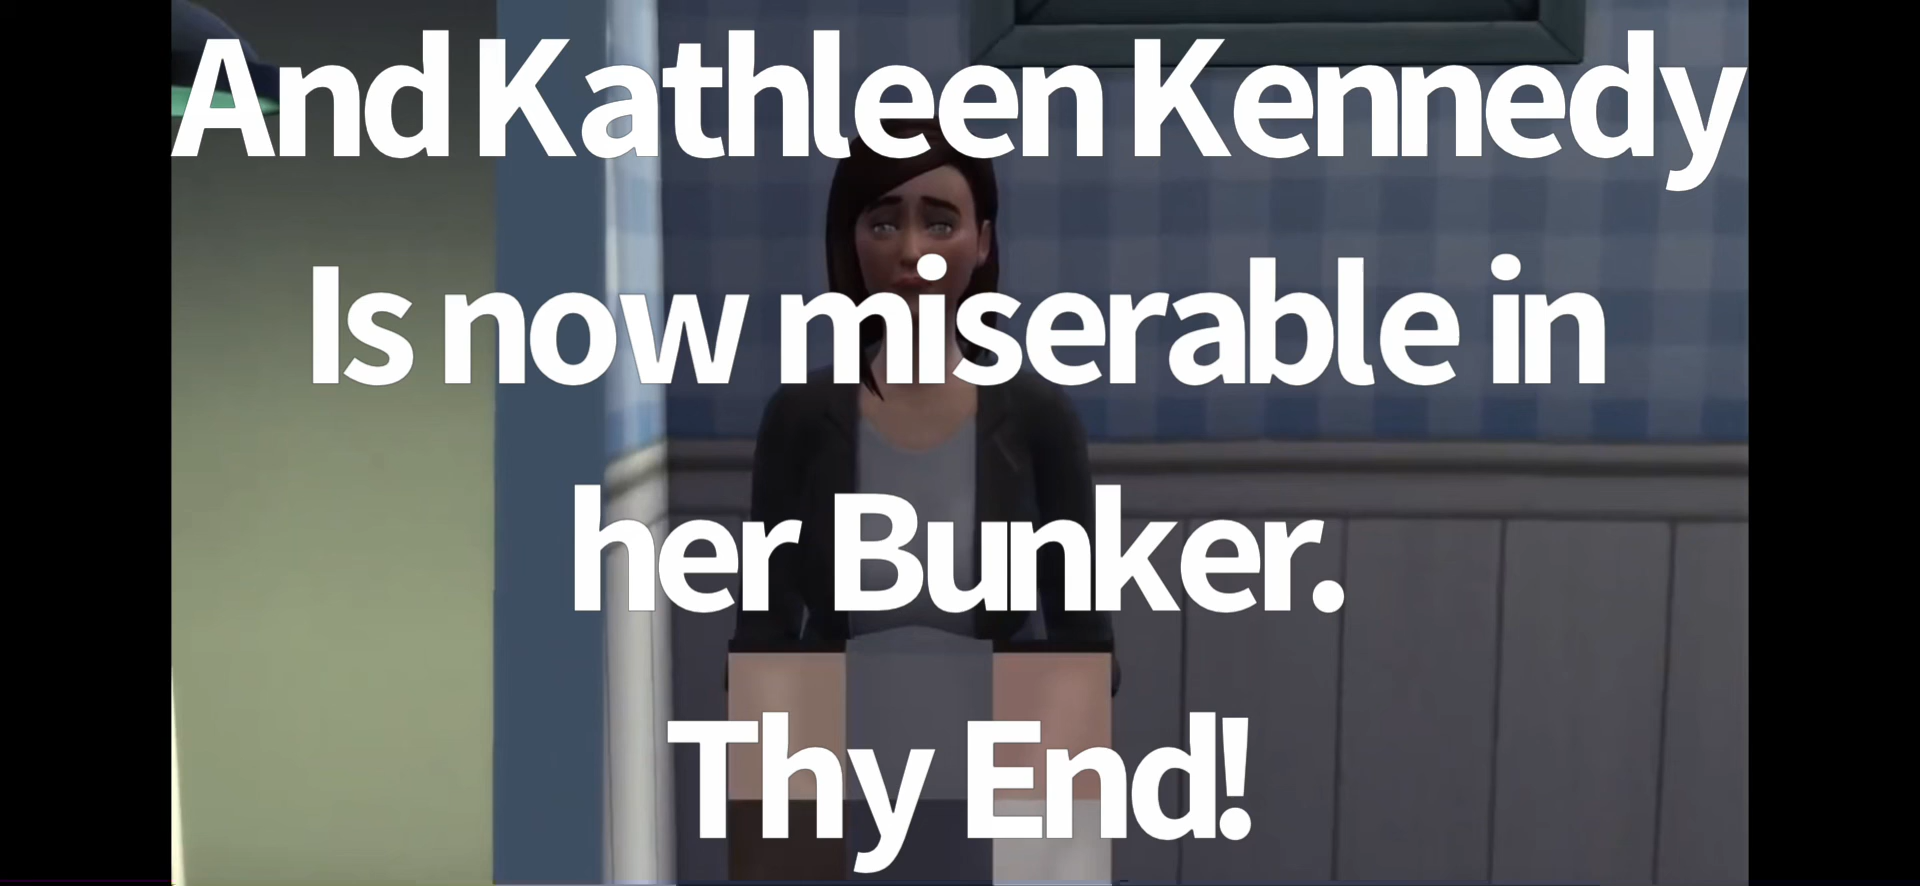 And Kathleen Kennedy
Is now miserable in
her Bunker.
Thy End!